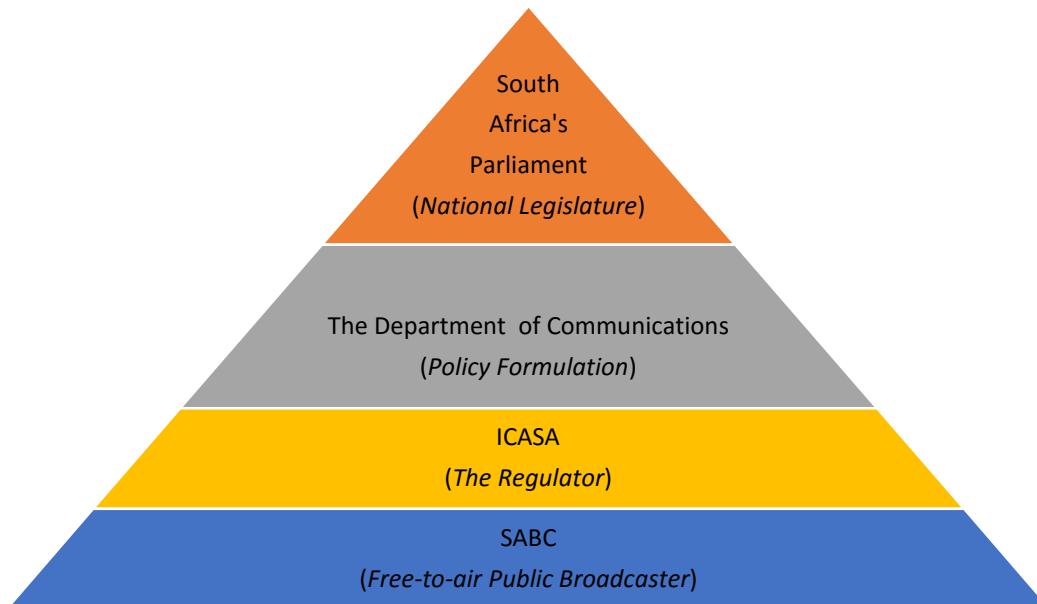 South
Africa's
Parliament
(National Legislature)
The Department of Communications
(Policy Formulation)
ICASA
(The Regulator)
SABC
(Free-to-air Public Broadcaster)